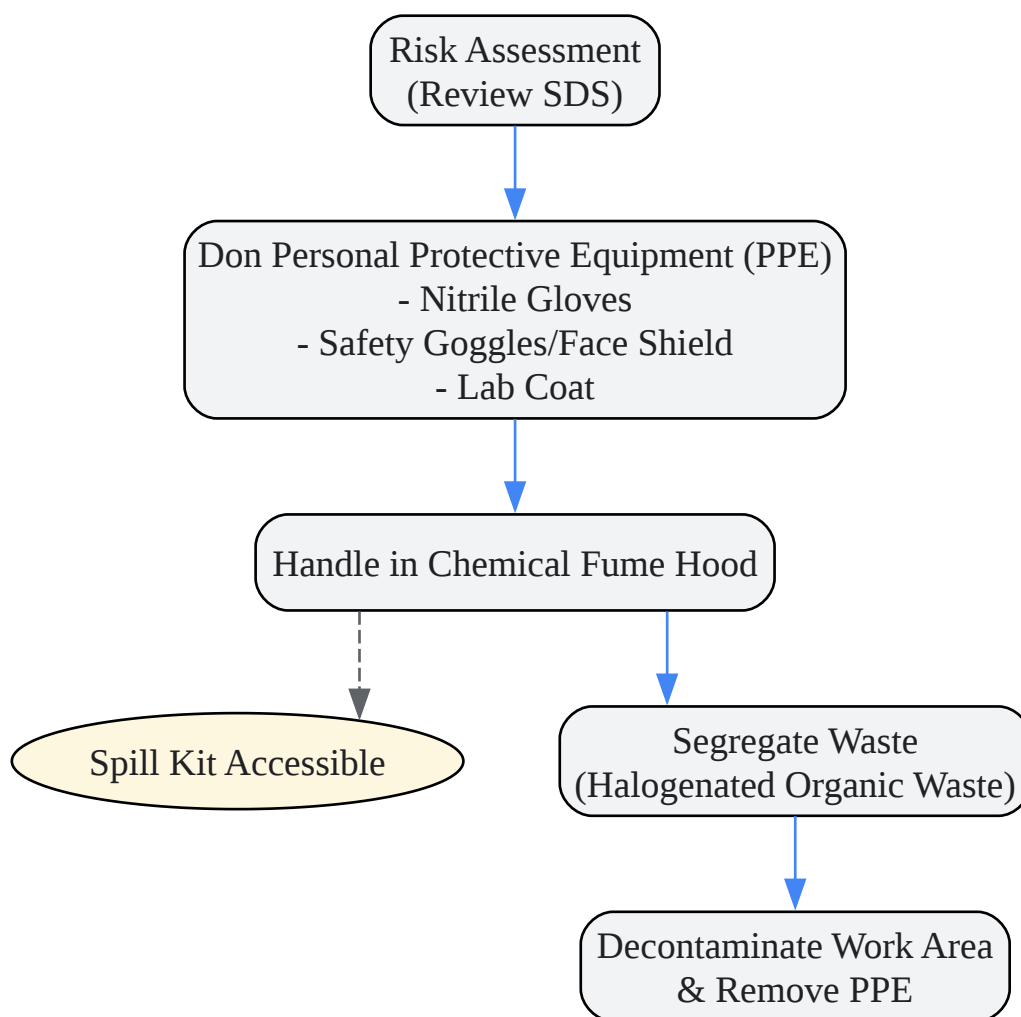 Risk Assessment
(Review SDS)
Don Personal Protective Equipment (PPE)
- Nitrile Gloves
- Safety Goggles/Face Shield
- Lab Coat
Handle in Chemical Fume Hood
Spill Kit Accessible
Segregate Waste
(Halogenated Organic Waste)
Decontaminate Work Area
& Remove PPE